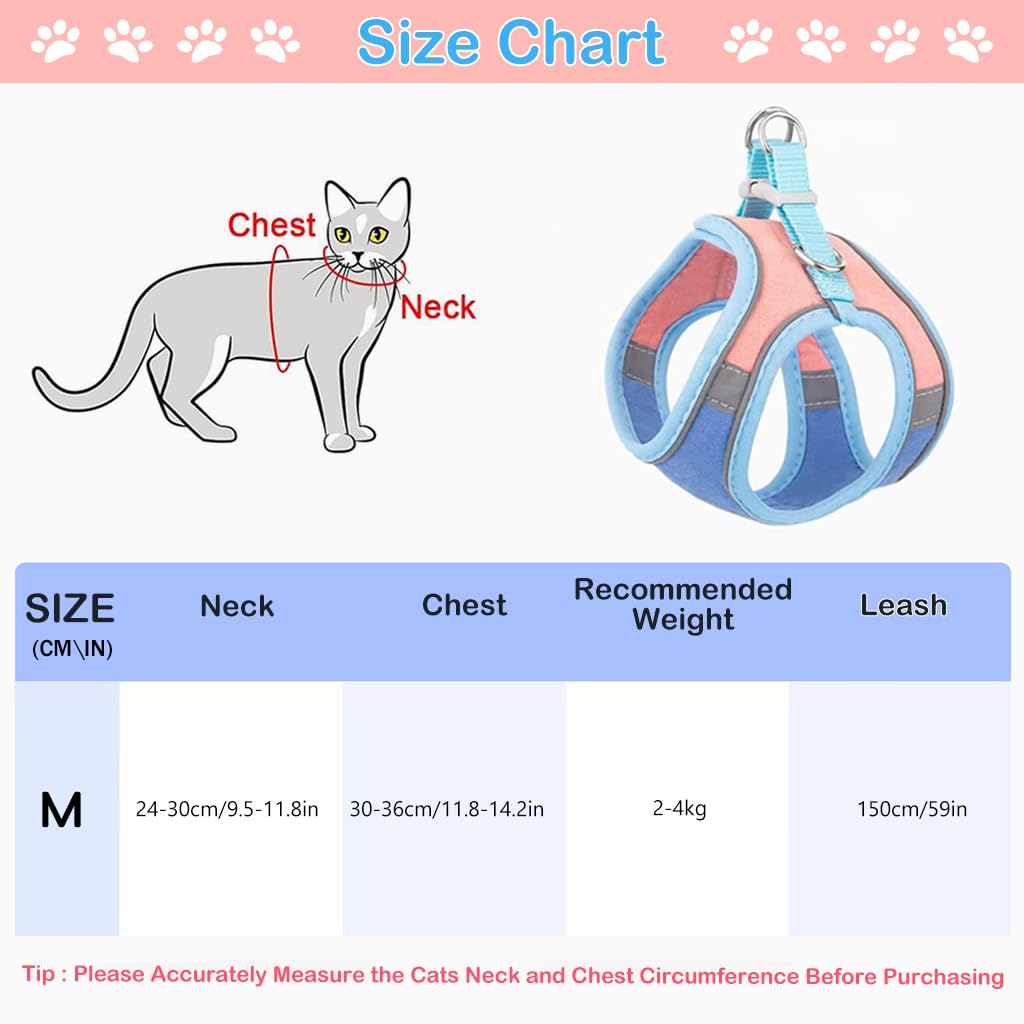 Size Chart
Chest
Neck
SIZE
(CM\IN)
Neck
Chest
Recommended
Weight
Leash
M
24-30cm/9.5-11.8in
30-36cm/11.8-14.2in
2-4kg
150cm/59in
Tip : Please Accurately Measure the Cats Neck and Chest Circumference Before Purchasing